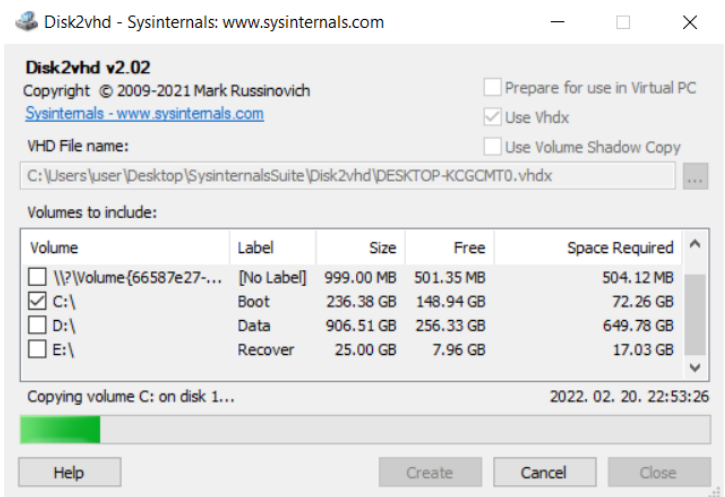 Disk2vhd - Sysinternals: www.sysinternals.com
Disk2vhd v2.02
Copyright © 2009-2021 Mark Russinovich
Sysinternals - www.sysinternals.com
Prepare for use in Virtual PC
Use Vhdx
VHD File name:
Use Volume Shadow Copy
C:\Users\user\Desktop\SysinternalsSuite\Disk2vhd\DESKTOP-KCGCMT0.vhdx
...
Volumes to include:
Volume Label Size Free Space Required
\\?\Volume{66587e27-... [No Label] 999.00 MB 501.35 MB 504.12 MB
C:\ Boot 236.38 GB 148.94 GB 72.26 GB
D:\ Data 906.51 GB 256.33 GB 649.78 GB
E:\ Recover 25.00 GB 7.96 GB 17.03 GB
Copying volume C: on disk 1... 2022. 02. 20. 22:53:26
Help Create Cancel Close